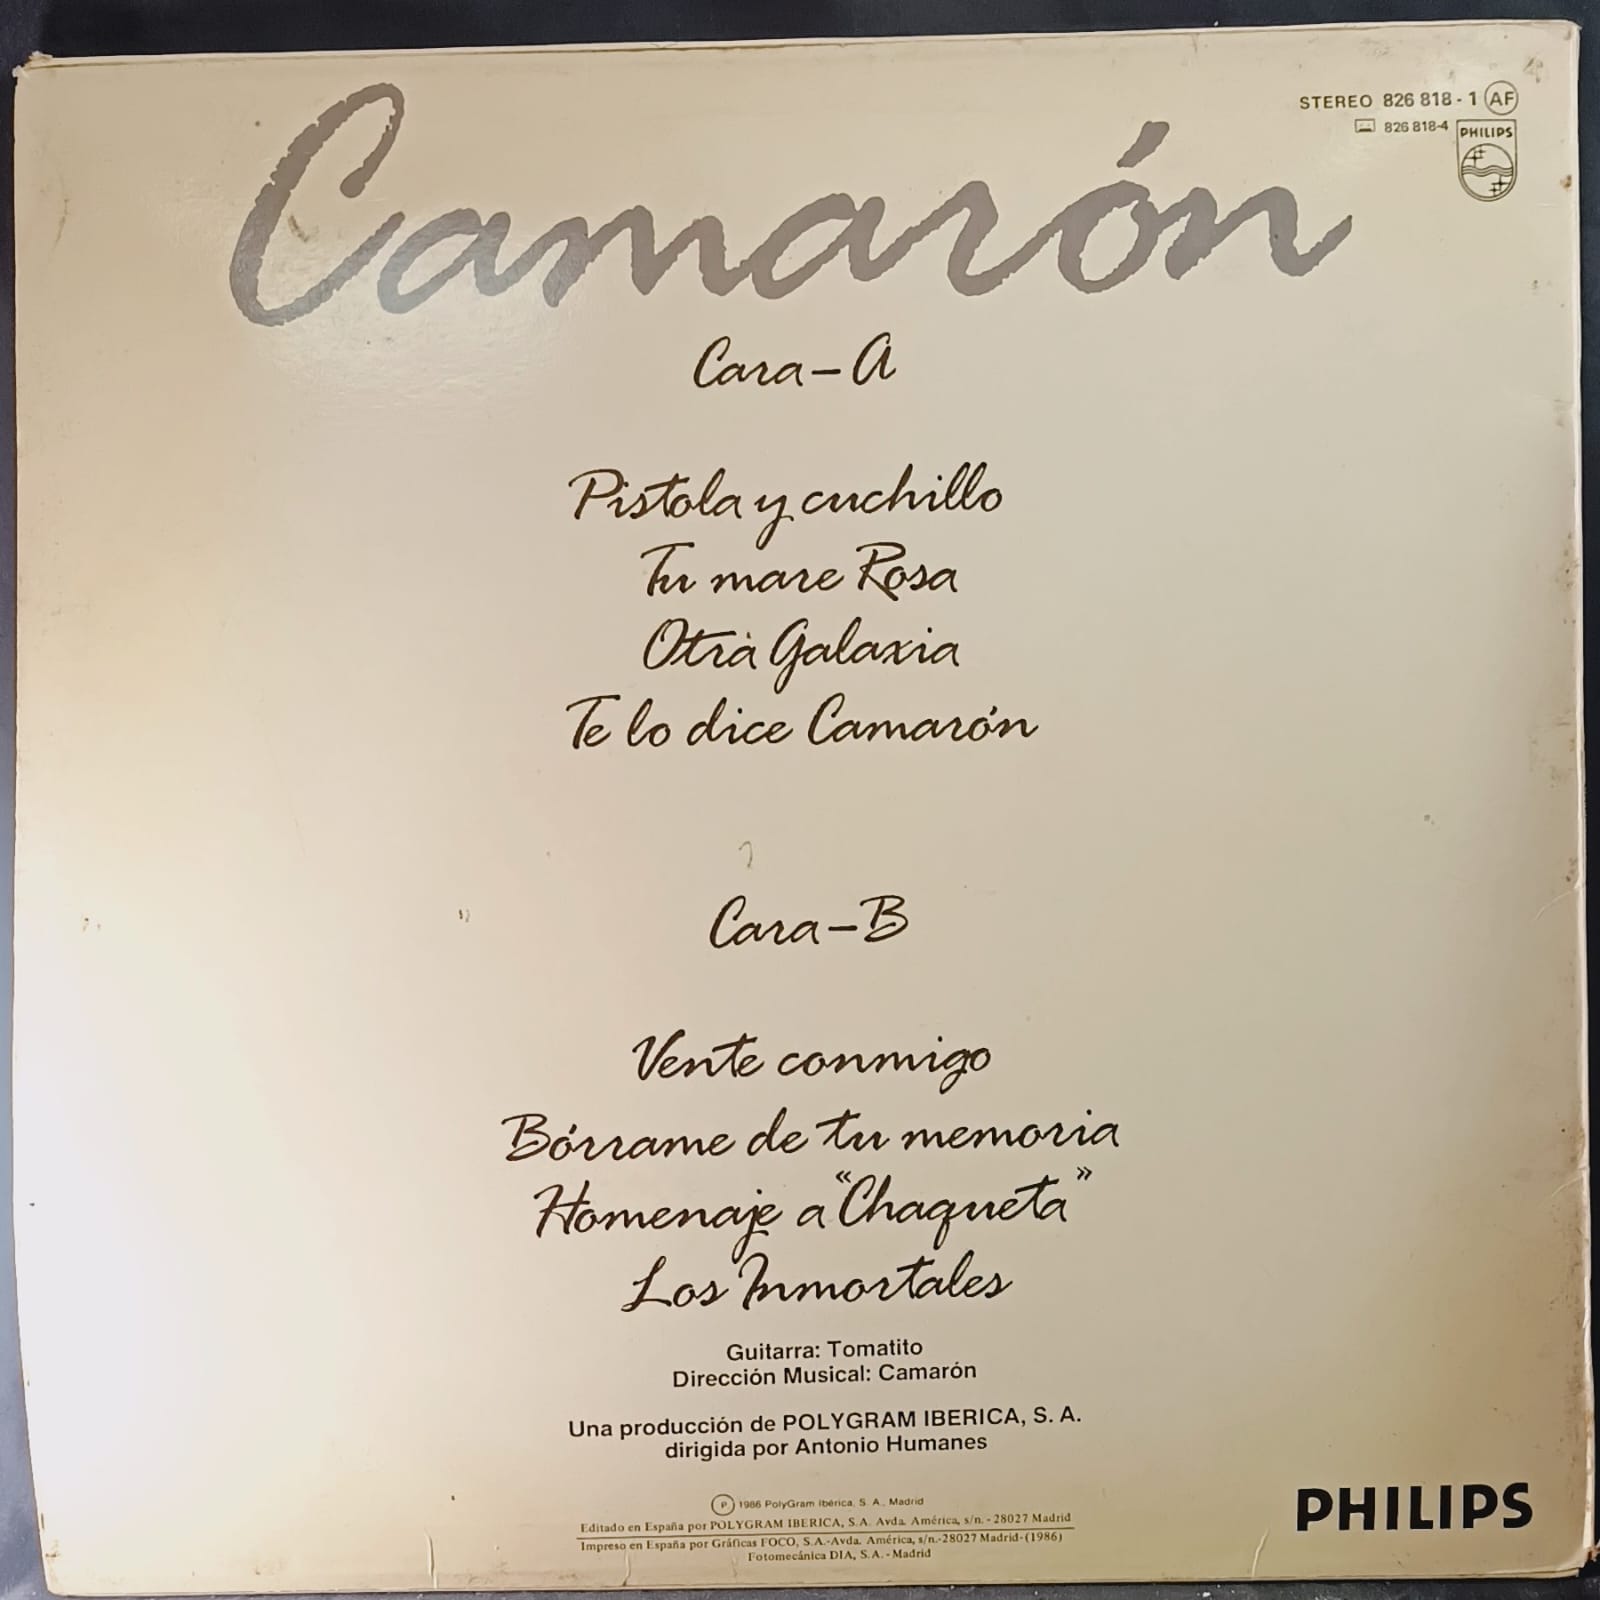 STEREO 826 818 - 1 AF
826 818-4
PHILIPS
Camarón
Cara - A
Pistola y cuchillo
Tu mare Rosa
Otra Galaxia
Te lo dice Camarón
Cara - B
Vente conmigo
Bórrame de tu memoria
Homenaje a "Chaqueta"
Los Inmortales
Guitarra: Tomatito
Dirección Musical: Camarón
Una producción de POLYGRAM IBERICA, S. A.
dirigida por Antonio Humanes
℗ 1986 PolyGram Ibérica, S. A., Madrid
Editado en España por POLYGRAM IBERICA, S.A. Avda. América, s/n. - 28027 Madrid
Impreso en España por Gráficas FOCO, S.A.-Avda. América, s/n.-28027 Madrid-(1986)
Fotomecánica DIA, S.A. - Madrid
PHILIPS